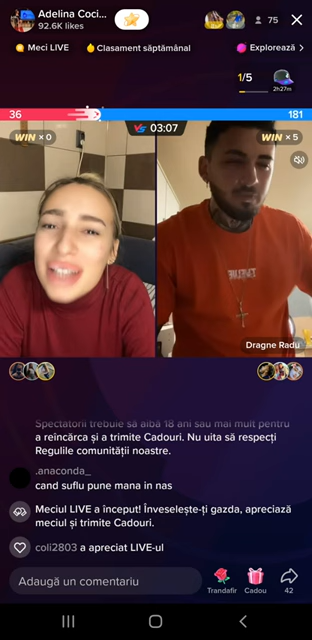 Adelina Coci...
92.6K likes
75
Meci LIVE
Clasament săptămânal
Explorează
1/5
2h27m
36
181
WIN × 0
VS 03:07
WIN × 5
Dragne Radu
Spectatorii trebuie să aibă 18 ani sau mai mult pentru
a reîncărca și a trimite Cadouri. Nu uita să respecți
Regulile comunității noastre.
.anaconda_
cand suflu pune mana in nas
Meciul LIVE a început! Înveselește-ți gazda, apreciază
meciul și trimite Cadouri.
coli2803 a apreciat LIVE-ul
Adaugă un comentariu
Trandafir
Cadou
42